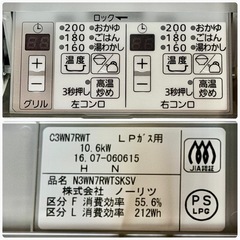 ロック
200 おかゆ
180 ごはん
160 湯わかし
温度
3秒押し
高温
炒め
グリル
左コンロ
200 おかゆ
180 ごはん
160 湯わかし
温度
3秒押し
高温
炒め
右コンロ
C3WN7RWT LPガス用
10.6kW
16.07-060615
H N
品名 N3WN7RWTSKSV
株式会社 ノーリツ
区分 F 消費効率 55.6%
区分 L 消費効率 212Wh
JIA認証
PS
LPG